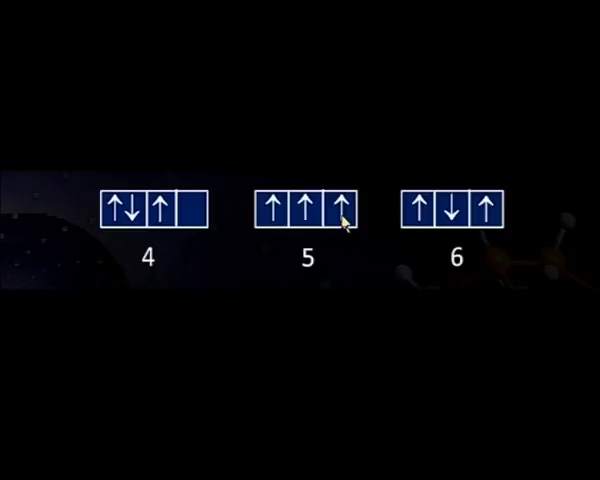 ↑↓ ↑
↑ ↑ ↑
↑ ↓ ↑
4 5 6